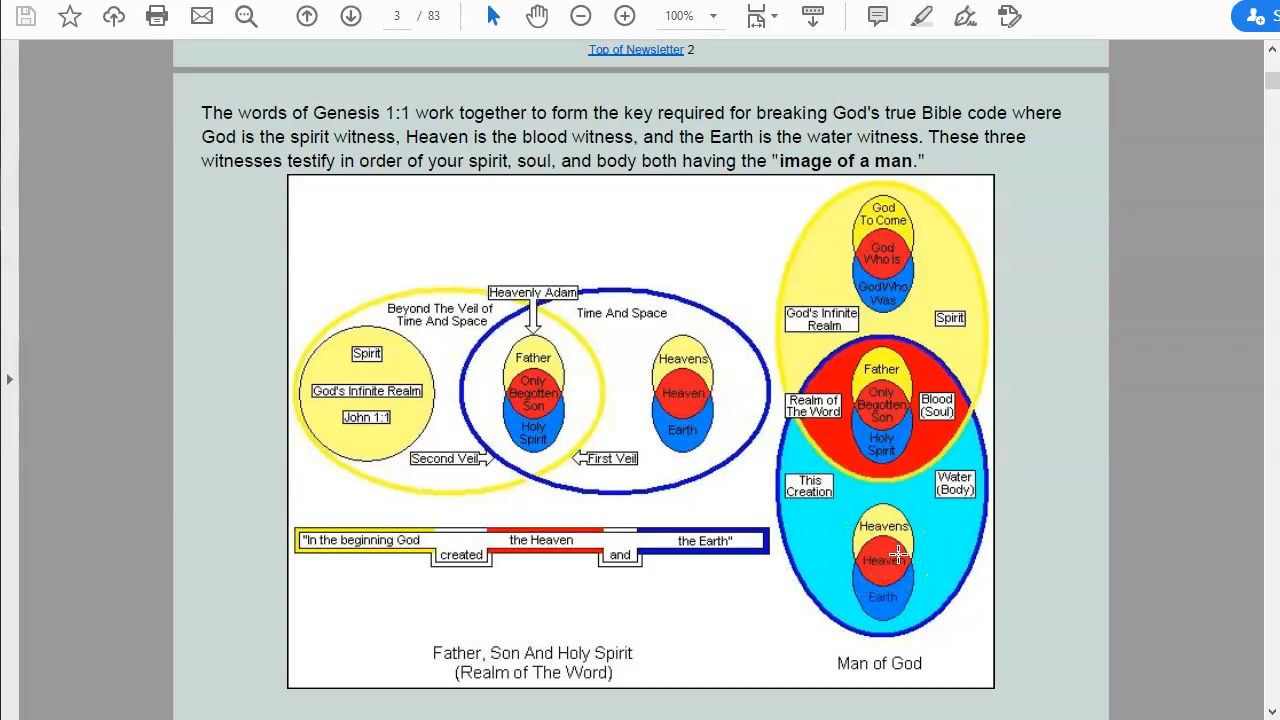 3 / 83
100%
S
Top of Newsletter 2
The words of Genesis 1:1 work together to form the key required for breaking God's true Bible code where
God is the spirit witness, Heaven is the blood witness, and the Earth is the water witness. These three
witnesses testify in order of your spirit, soul, and body both having the "image of a man."
Heavenly Adam
Beyond The Veil of
Time And Space
Time And Space
Spirit
God's Infinite Realm
John 1:1
Father
Only
Begotten
Son
Holy
Spirit
Heavens
Heaven
Earth
Second Veil
First Veil
"In the beginning God
created
the Heaven
and
the Earth"
Father, Son And Holy Spirit
(Realm of The Word)
God
To Come
God
Who Is
God Who
Was
God's Infinite
Realm
Spirit
Father
Only
Begotten
Son
Holy
Spirit
Realm of
The Word
Blood
(Soul)
This
Creation
Water
(Body)
Heavens
Heaven
Earth
Man of God